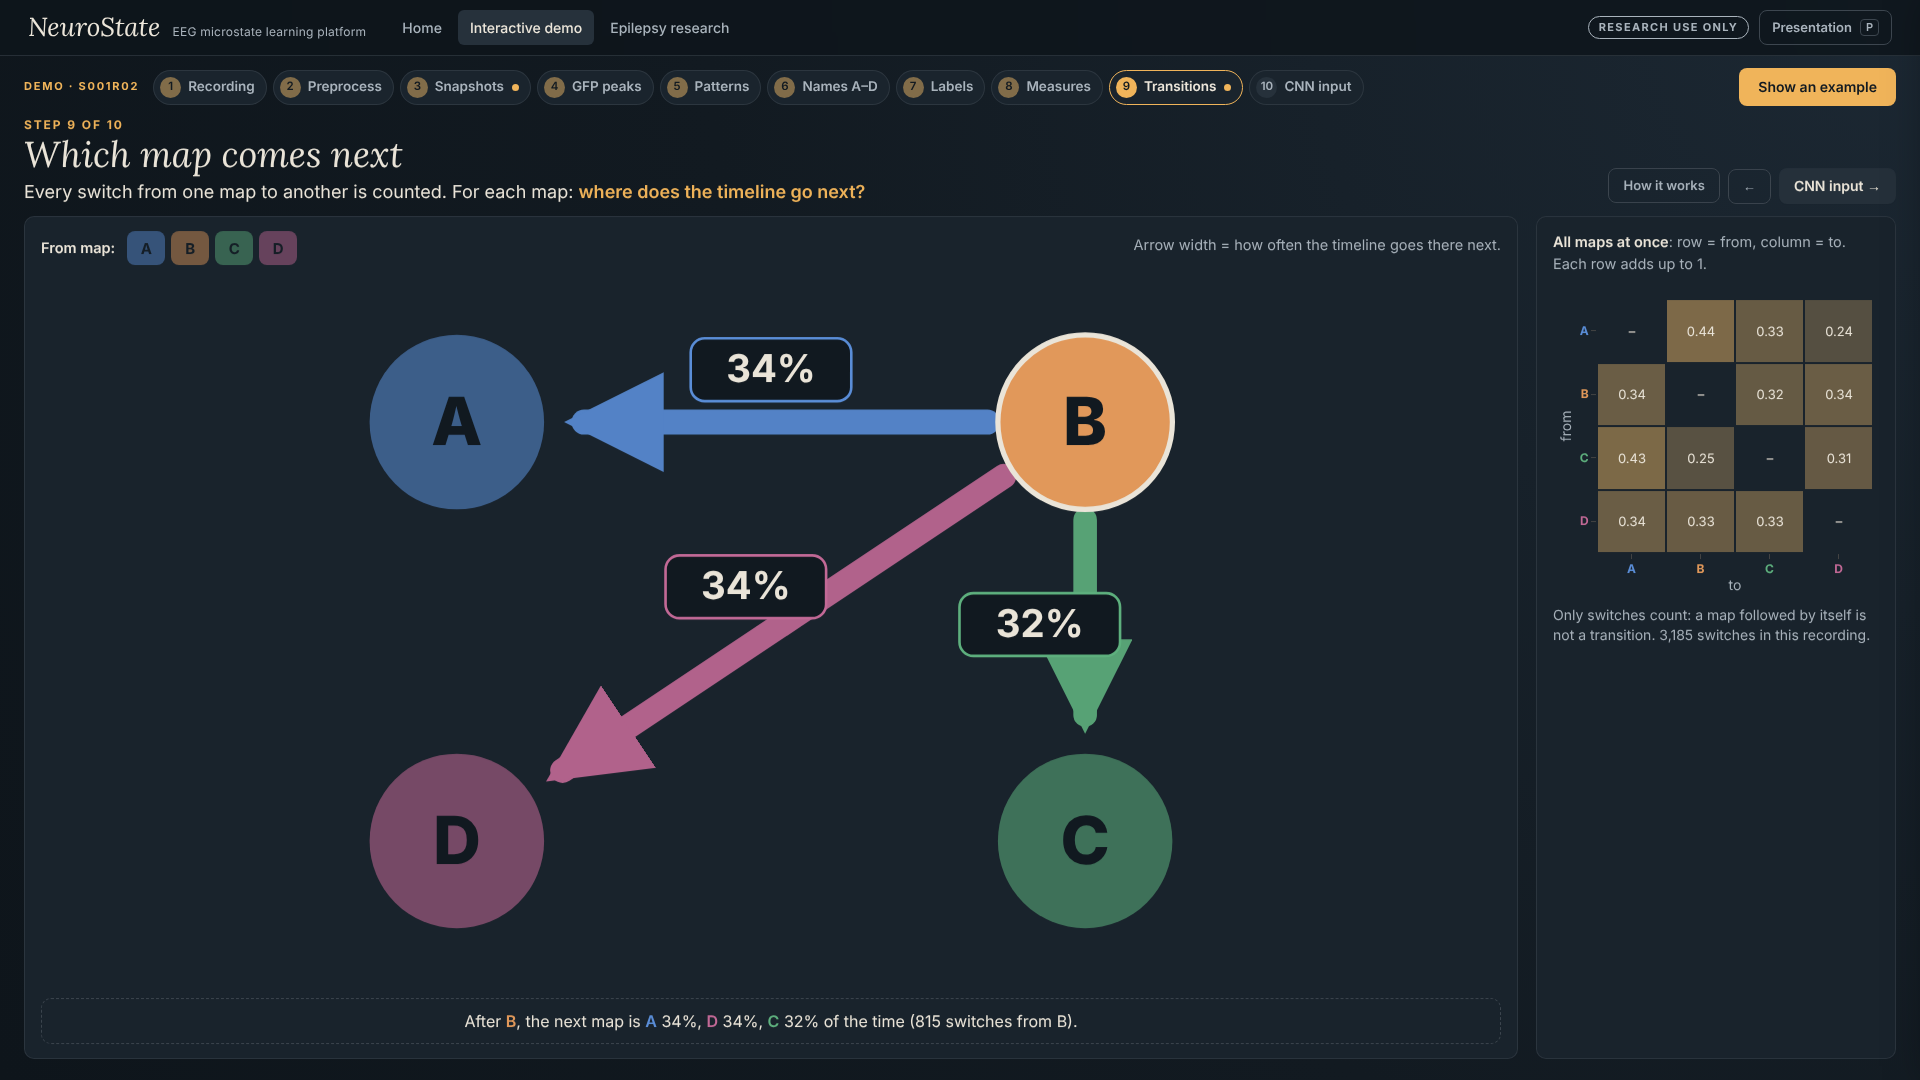 NeuroState EEG microstate learning platform Home Interactive demo Epilepsy research RESEARCH USE ONLY Presentation P
DEMO · S001R02 1 Recording 2 Preprocess 3 Snapshots 4 GFP peaks 5 Patterns 6 Names A–D 7 Labels 8 Measures 9 Transitions 10 CNN input Show an example
STEP 9 OF 10
Which map comes next
Every switch from one map to another is counted. For each map: where does the timeline go next?
How it works ← CNN input →
From map: A B C D
Arrow width = how often the timeline goes there next.
A
34%
B
34%
32%
D
C
After B, the next map is A 34%, D 34%, C 32% of the time (815 switches from B).
All maps at once: row = from, column = to.
Each row adds up to 1.
A – 0.44 0.33 0.24
B 0.34 – 0.32 0.34
from
C 0.43 0.25 – 0.31
D 0.34 0.33 0.33 –
A B C D
to
Only switches count: a map followed by itself is
not a transition. 3,185 switches in this recording.